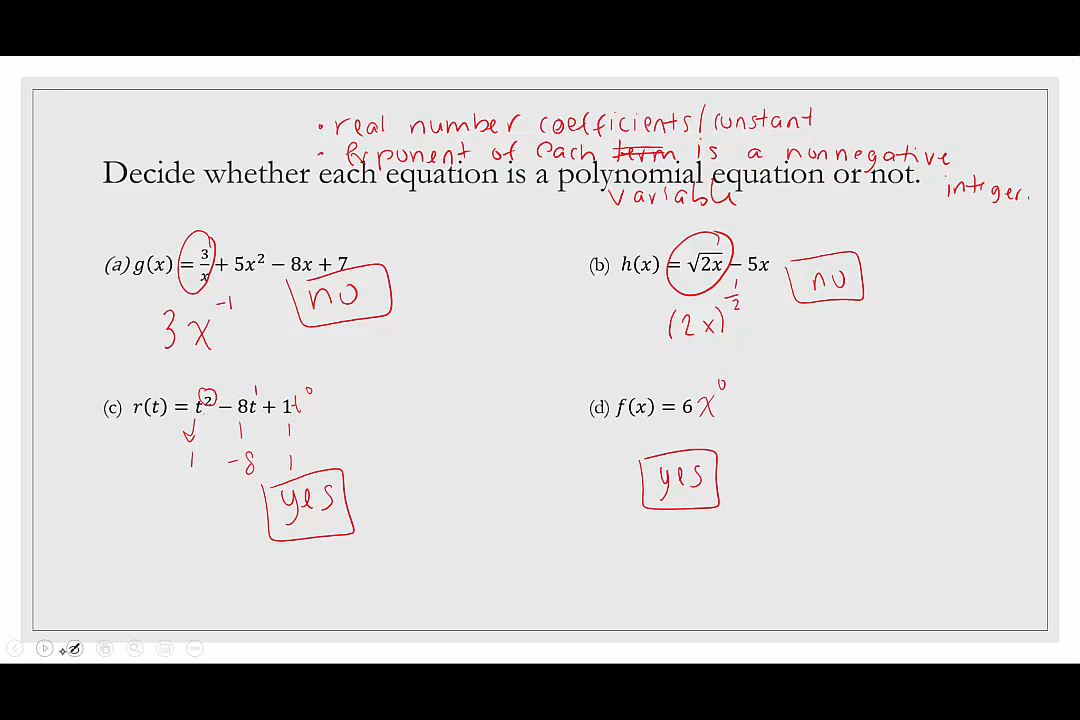 • real number coefficients/constant
• Exponent of each term is a nonnegative
variable
integer.
Decide whether each equation is a polynomial equation or not.
(a) g(x) = 3/x + 5x² − 8x + 7
3x⁻¹
no
(b) h(x) = √2x − 5x
(2x)^1/2
no
(c) r(t) = t² − 8t¹ + 1t⁰
1 -8 1
yes
(d) f(x) = 6x⁰
yes